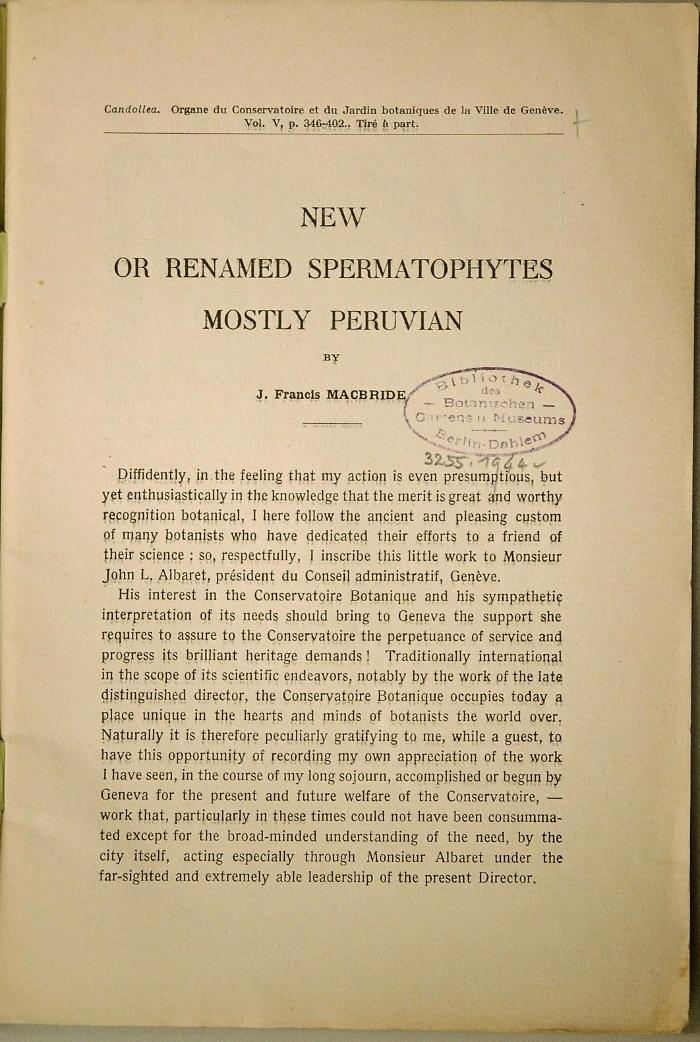 Candollea. Organe du Conservatoire et du Jardin botaniques de la Ville de Genève.
Vol. V, p. 346-402.. Tiré à part.
NEW
OR RENAMED SPERMATOPHYTES
MOSTLY PERUVIAN
BY
J. Francis MACBRIDE
Bibliothek
des
— Botanischen —
Gartens u Museums
Berlin-Dahlem
3255.1964
Diffidently, in the feeling that my action is even presumptious, but
yet enthusiastically in the knowledge that the merit is great and worthy
recognition botanical, I here follow the ancient and pleasing custom
of many botanists who have dedicated their efforts to a friend of
their science : so, respectfully, I inscribe this little work to Monsieur
John L. Albaret, président du Conseil administratif, Genève.
His interest in the Conservatoire Botanique and his sympathetic
interpretation of its needs should bring to Geneva the support she
requires to assure to the Conservatoire the perpetuance of service and
progress its brilliant heritage demands ! Traditionally international
in the scope of its scientific endeavors, notably by the work of the late
distinguished director, the Conservatoire Botanique occupies today a
place unique in the hearts and minds of botanists the world over.
Naturally it is therefore peculiarly gratifying to me, while a guest, to
have this opportunity of recording my own appreciation of the work
I have seen, in the course of my long sojourn, accomplished or begun by
Geneva for the present and future welfare of the Conservatoire, —
work that, particularly in these times could not have been consumma-
ted except for the broad-minded understanding of the need, by the
city itself, acting especially through Monsieur Albaret under the
far-sighted and extremely able leadership of the present Director.